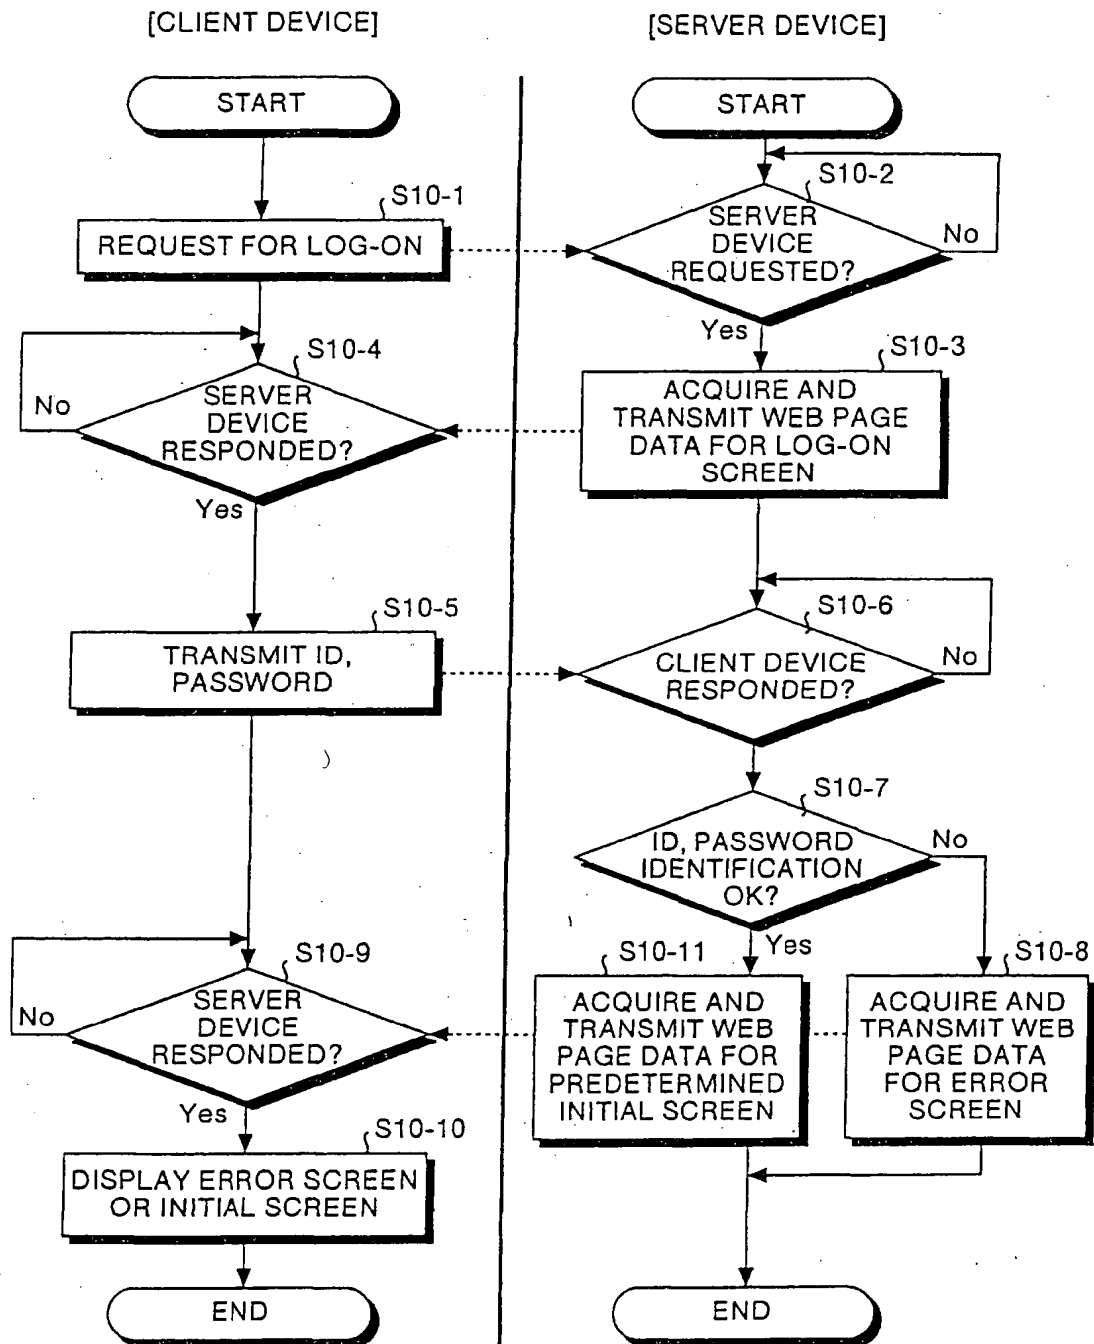 [CLIENT DEVICE]
[SERVER DEVICE]
START
START
S10-1
REQUEST FOR LOG-ON
S10-2
SERVER
DEVICE
REQUESTED?
No
Yes
S10-3
ACQUIRE AND
TRANSMIT WEB PAGE
DATA FOR LOG-ON
SCREEN
S10-4
SERVER
DEVICE
RESPONDED?
No
Yes
S10-5
TRANSMIT ID,
PASSWORD
S10-6
CLIENT DEVICE
RESPONDED?
No
S10-7
ID, PASSWORD
IDENTIFICATION
OK?
No
Yes
S10-11
ACQUIRE AND
TRANSMIT WEB
PAGE DATA FOR
PREDETERMINED
INITIAL SCREEN
S10-8
ACQUIRE AND
TRANSMIT WEB
PAGE DATA
FOR ERROR
SCREEN
S10-9
SERVER
DEVICE
RESPONDED?
No
Yes
S10-10
DISPLAY ERROR SCREEN
OR INITIAL SCREEN
END
END